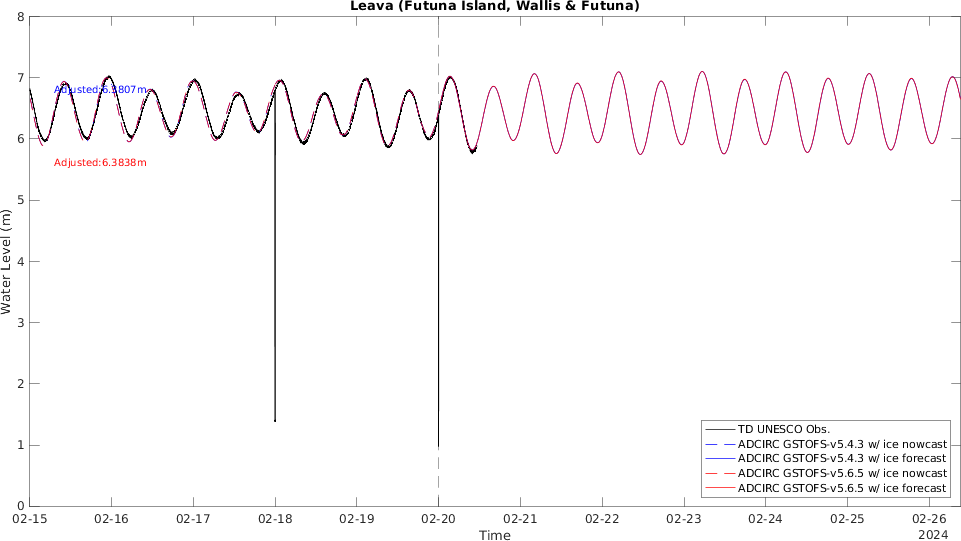 Leava (Futuna Island, Wallis & Futuna)
8
7
6
5
4
3
2
1
0
Water Level (m)
Adjusted:6.3838m
TD UNESCO Obs.
ADCIRC GSTOFS-v5.4.3 w/ ice nowcast
ADCIRC GSTOFS-v5.4.3 w/ ice forecast
ADCIRC GSTOFS-v5.6.5 w/ ice nowcast
ADCIRC GSTOFS-v5.6.5 w/ ice forecast
02-15 02-16 02-17 02-18 02-19 02-20 02-21 02-22 02-23 02-24 02-25 02-26
2024
Time